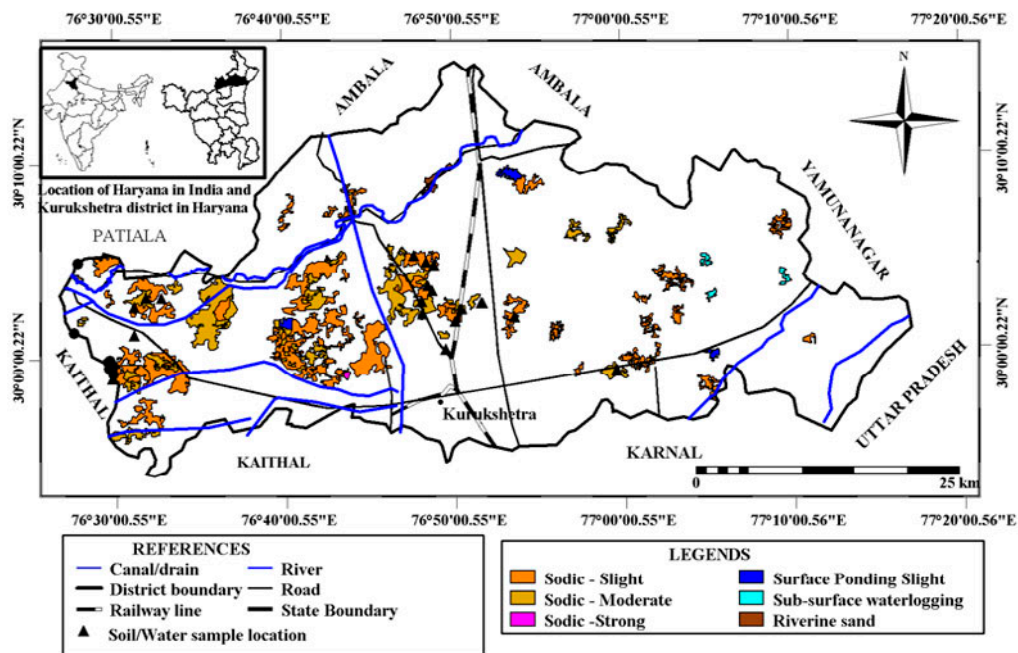 76°30'00.55"E 76°40'00.55"E 76°50'00.55"E 77°00'00.55"E 77°10'00.56"E 77°20'00.56"E
N
AMBALA
AMBALA
30°10'00.22"N
30°10'00.22"N
Location of Haryana in India and
Kurukshetra district in Haryana
PATIALA
YAMUNANAGAR
30°00'00.22"N
30°00'00.22"N
KAITHAL
Kurukshetra
UTTAR PRADESH
KAITHAL
KARNAL
0 25 km
76°30'00.55"E 76°40'00.55"E 76°50'00.55"E 77°00'00.55"E 77°10'00.56"E 77°20'00.56"E
REFERENCES
Canal/drain River
District boundary Road
Railway line State Boundary
Soil/Water sample location
LEGENDS
Sodic - Slight Surface Ponding Slight
Sodic - Moderate Sub-surface waterlogging
Sodic -Strong Riverine sand